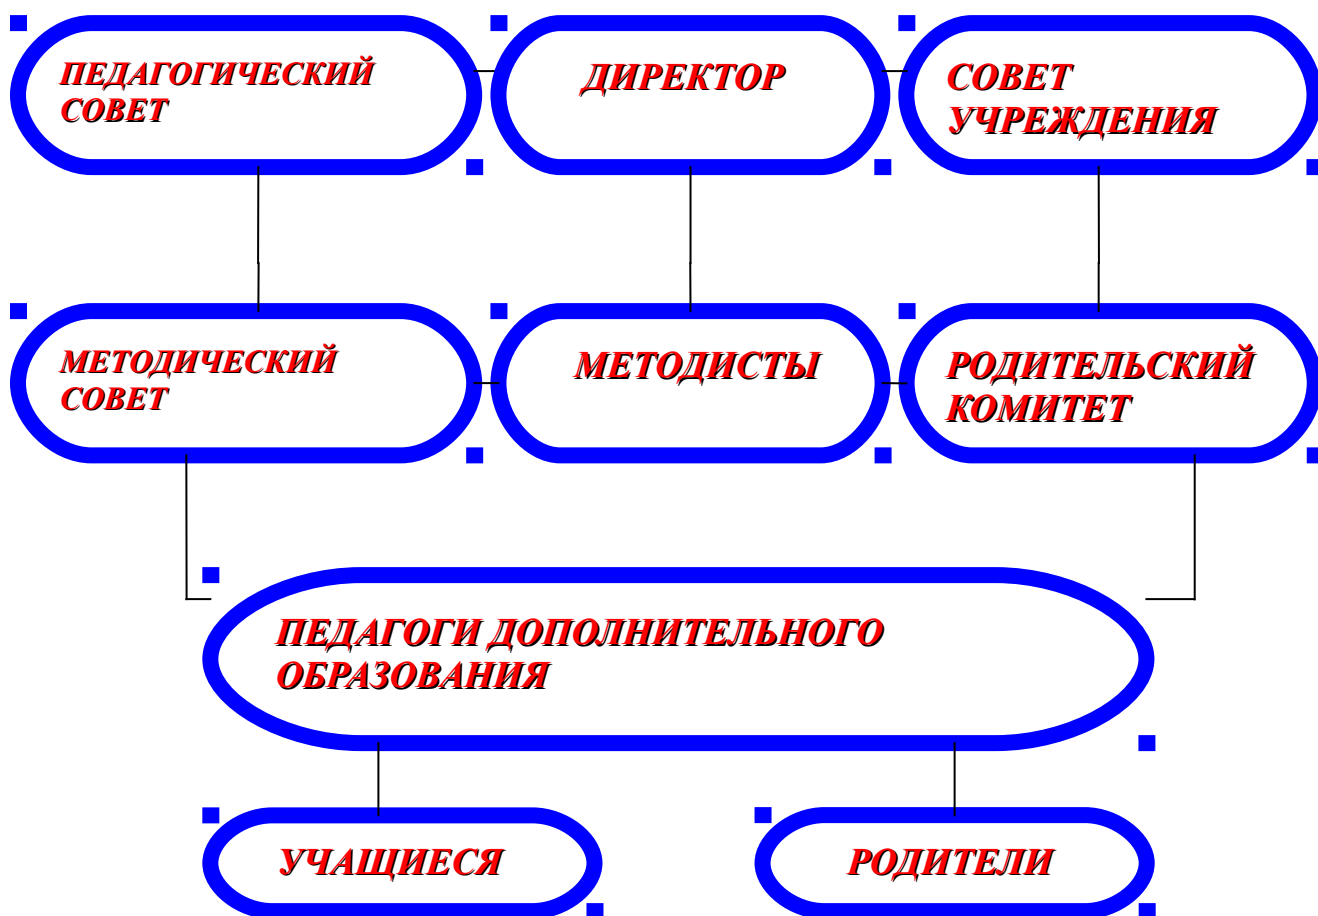 ПЕДАГОГИЧЕСКИЙ
СОВЕТ
ДИРЕКТОР
СОВЕТ
УЧРЕЖДЕНИЯ
МЕТОДИЧЕСКИЙ
СОВЕТ
МЕТОДИСТЫ
РОДИТЕЛЬСКИЙ
КОМИТЕТ
ПЕДАГОГИ ДОПОЛНИТЕЛЬНОГО
ОБРАЗОВАНИЯ
УЧАЩИЕСЯ
РОДИТЕЛИ